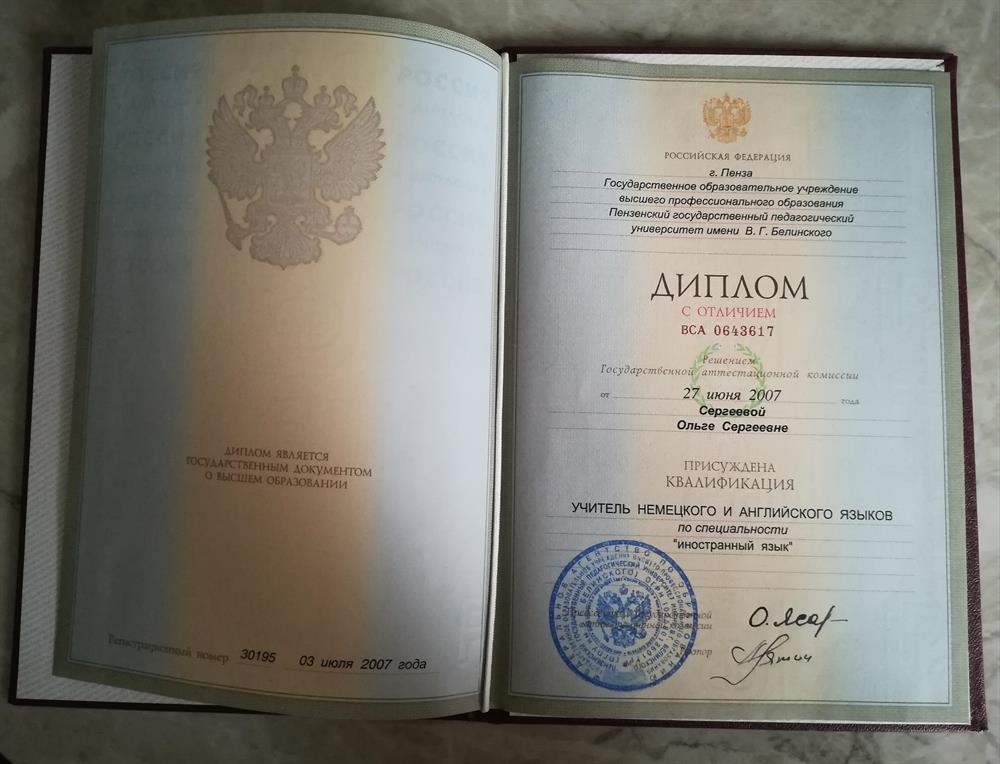 ДИПЛОМ ЯВЛЯЕТСЯ
ГОСУДАРСТВЕННЫМ ДОКУМЕНТОМ
О ВЫСШЕМ ОБРАЗОВАНИИ
Регистрационный номер 30195 03 июля 2007 года
РОССИЙСКАЯ ФЕДЕРАЦИЯ
г. Пенза
Государственное образовательное учреждение
высшего профессионального образования
Пензенский государственный педагогический
университет имени В. Г. Белинского
ДИПЛОМ
С ОТЛИЧИЕМ
ВСА 0643617
Решением
Государственной аттестационной комиссии
от 27 июня 2007 года
Сергеевой
Ольге Сергеевне
ПРИСУЖДЕНА
КВАЛИФИКАЦИЯ
УЧИТЕЛЬ НЕМЕЦКОГО И АНГЛИЙСКОГО ЯЗЫКОВ
по специальности
"иностранный язык"